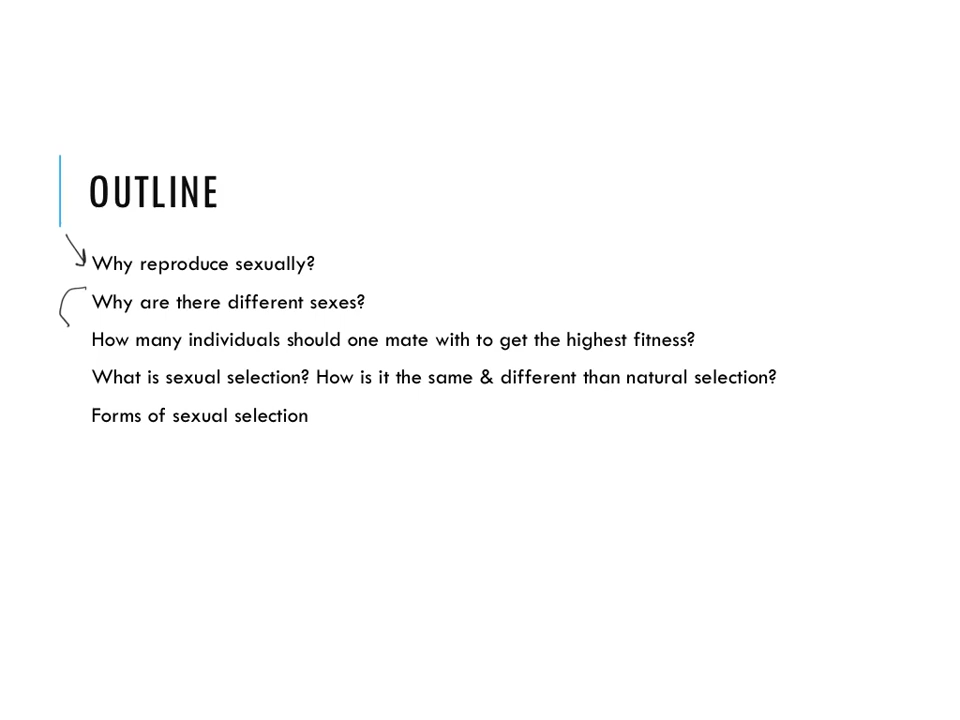 OUTLINE
Why reproduce sexually?
Why are there different sexes?
How many individuals should one mate with to get the highest fitness?
What is sexual selection? How is it the same & different than natural selection?
Forms of sexual selection